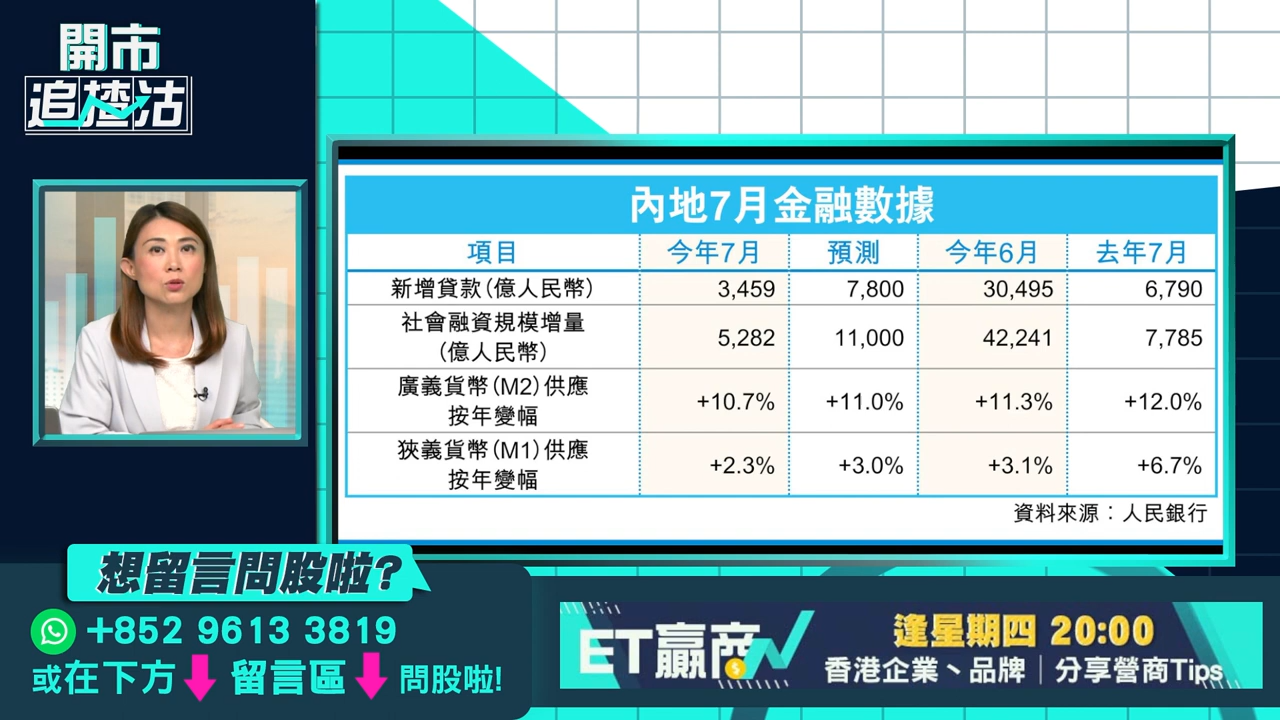 開市
追揸沽
內地7月金融數據
項目 今年7月 預測 今年6月 去年7月
新增貸款(億人民幣) 3,459 7,800 30,495 6,790
社會融資規模增量
(億人民幣) 5,282 11,000 42,241 7,785
廣義貨幣(M2)供應
按年變幅 +10.7% +11.0% +11.3% +12.0%
狹義貨幣(M1)供應
按年變幅 +2.3% +3.0% +3.1% +6.7%
資料來源：人民銀行
想留言問股啦?
+852 9613 3819
或在下方 留言區 問股啦!
ET贏商
逢星期四 20:00
香港企業、品牌｜分享營商Tips